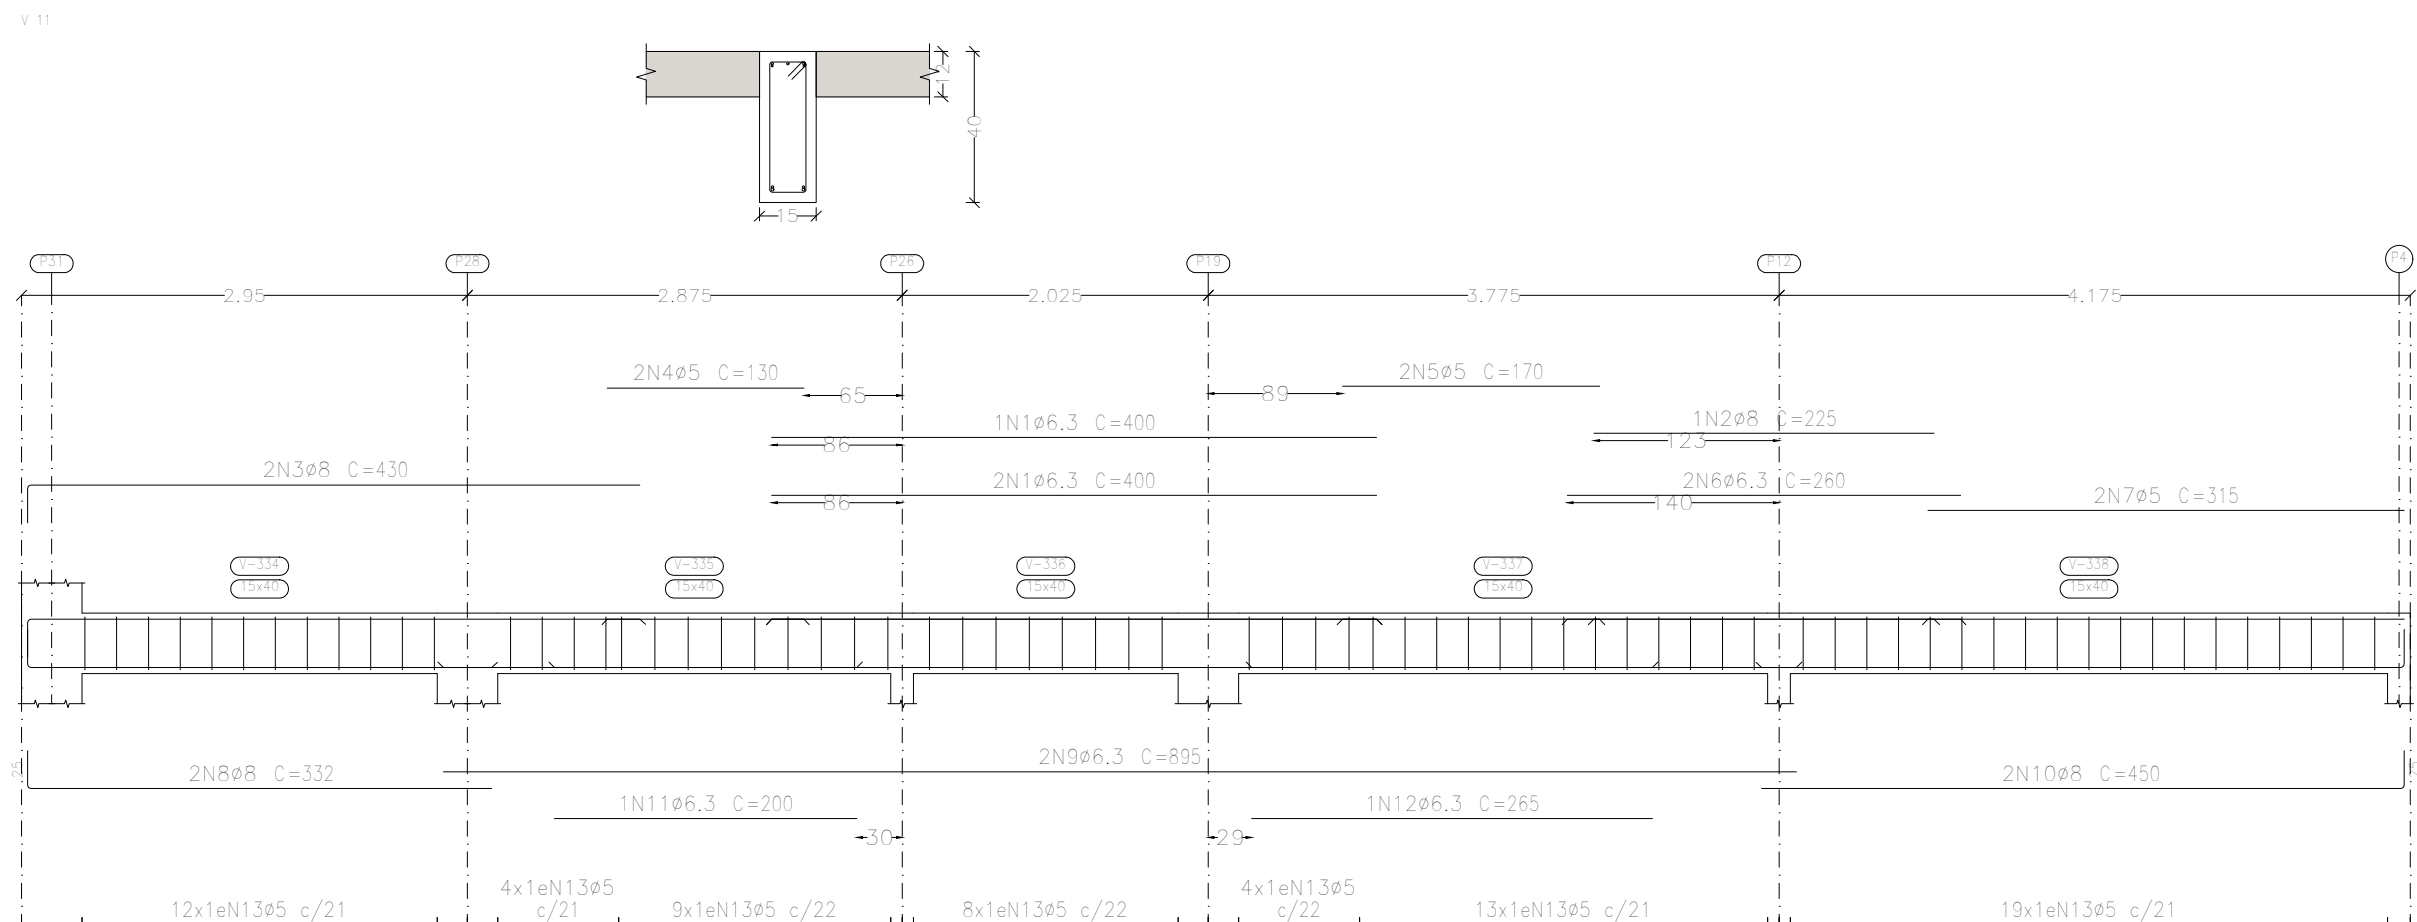 V 11
12
40
15
P31
P28
P26
P19
P12
P4
2.95
2.875
2.025
3.775
4.175
2N4ø5 C=130
2N5ø5 C=170
65
89
1N1ø6.3 C=400
1N2ø8 C=225
86
123
2N3ø8 C=430
2N1ø6.3 C=400
2N6ø6.3 C=260
2N7ø5 C=315
86
140
V-334
V-335
V-336
V-337
V-338
15x40
15x40
15x40
15x40
15x40
25
2N8ø8 C=332
2N9ø6.3 C=895
2N10ø8 C=450
1N11ø6.3 C=200
1N12ø6.3 C=265
30
29
12x1eN13ø5 c/21
4x1eN13ø5
c/21
9x1eN13ø5 c/22
8x1eN13ø5 c/22
4x1eN13ø5
c/22
13x1eN13ø5 c/21
19x1eN13ø5 c/21